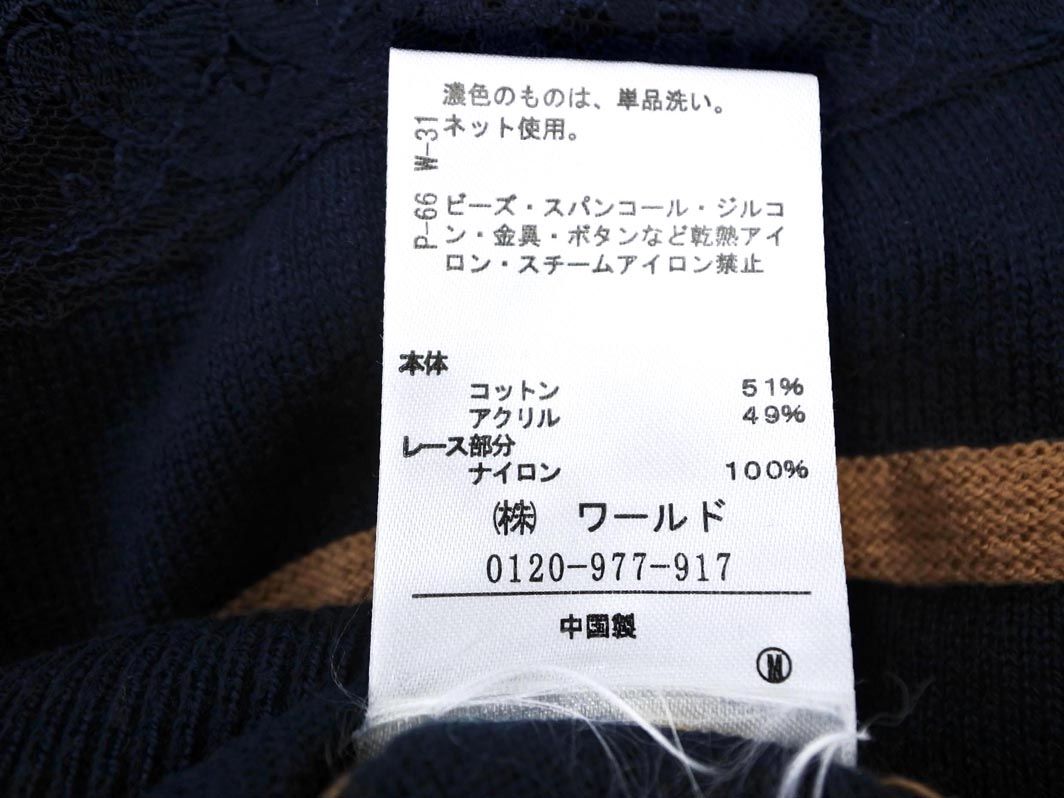 濃色のものは、単品洗い。
ネット使用。
W-31
P-66
ビーズ・スパンコール・ジルコ
ン・金具・ボタンなど乾熱アイ
ロン・スチームアイロン禁止
本体
コットン 51%
アクリル 49%
レース部分
ナイロン 100%
㈱ ワールド
0120-977-917
中国製
Ⓜ